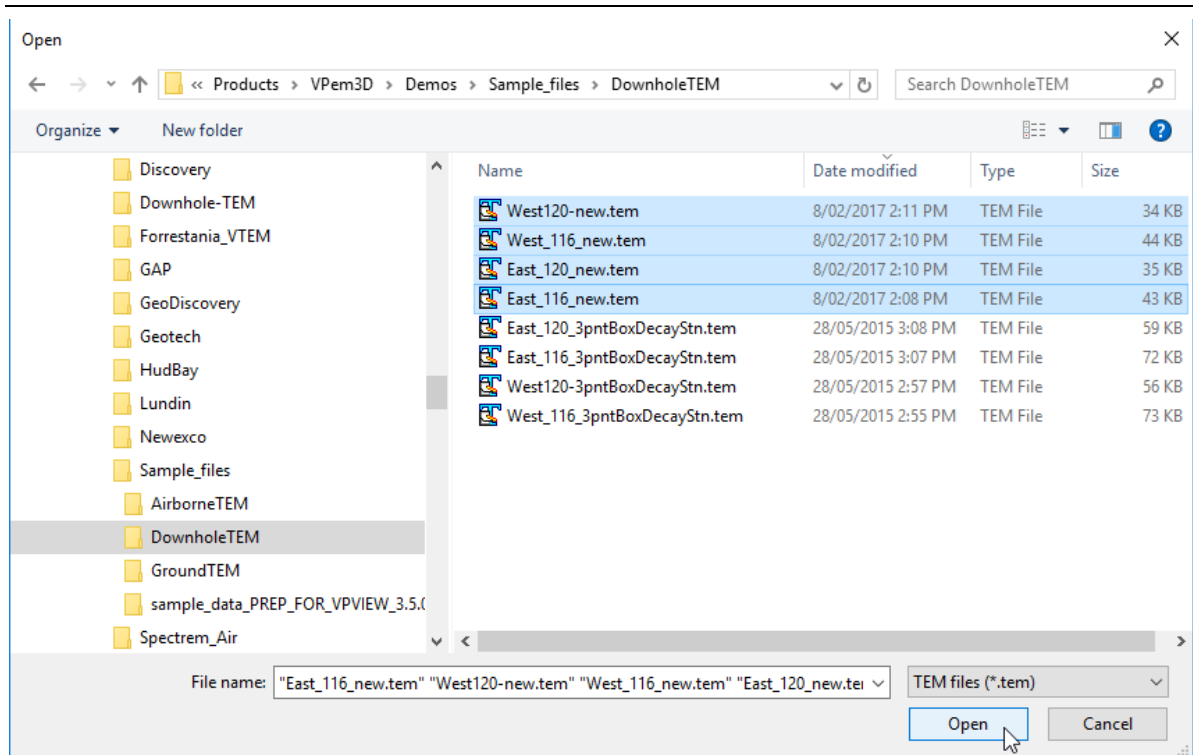 Open
« Products > VPem3D > Demos > Sample_files > DownholeTEM
Search DownholeTEM
Organize
New folder
Discovery
Downhole-TEM
Forrestania_VTEM
GAP
GeoDiscovery
Geotech
HudBay
Lundin
Newexco
Sample_files
AirborneTEM
DownholeTEM
GroundTEM
sample_data_PREP_FOR_VPVIEW_3.5.(
Spectrem_Air
Name Date modified Type Size
West120-new.tem 8/02/2017 2:11 PM TEM File 34 KB
West_116_new.tem 8/02/2017 2:10 PM TEM File 44 KB
East_120_new.tem 8/02/2017 2:10 PM TEM File 35 KB
East_116_new.tem 8/02/2017 2:08 PM TEM File 43 KB
East_120_3pntBoxDecayStn.tem 28/05/2015 3:08 PM TEM File 59 KB
East_116_3pntBoxDecayStn.tem 28/05/2015 3:07 PM TEM File 72 KB
West120-3pntBoxDecayStn.tem 28/05/2015 2:57 PM TEM File 56 KB
West_116_3pntBoxDecayStn.tem 28/05/2015 2:55 PM TEM File 73 KB
File name: "East_116_new.tem" "West120-new.tem" "West_116_new.tem" "East_120_new.te
TEM files (*.tem)
Open
Cancel